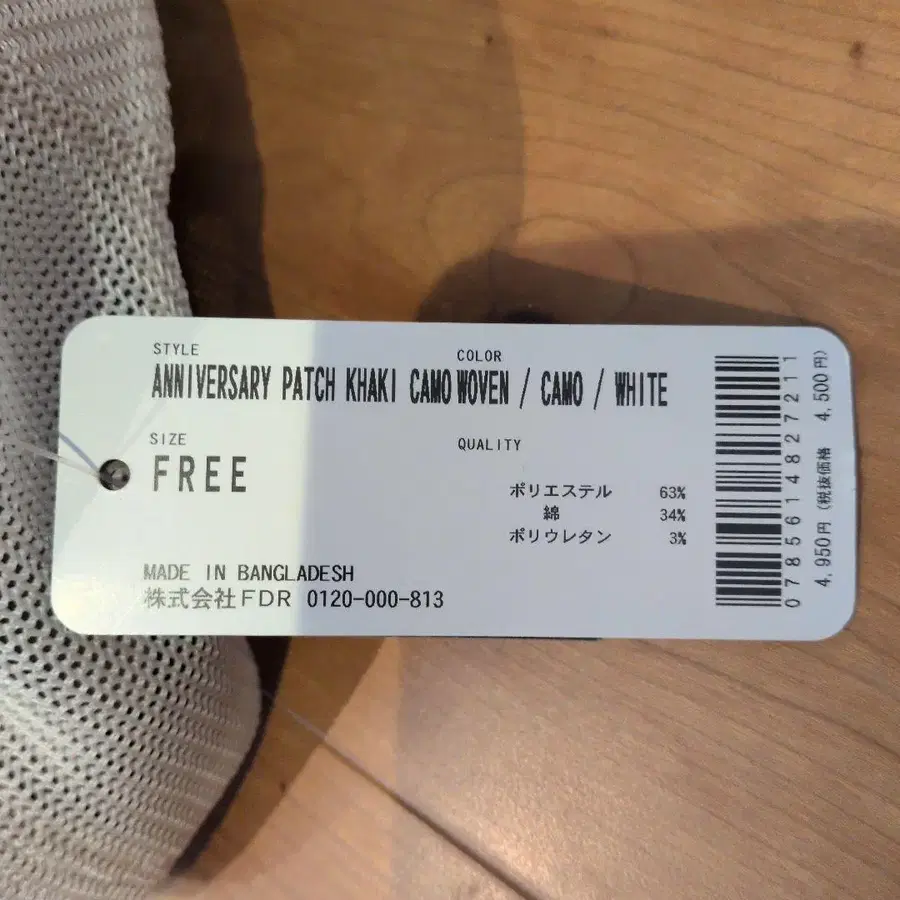 STYLE
COLOR
ANNIVERSARY PATCH KHAKI CAMO WOVEN / CAMO / WHITE
SIZE
FREE
QUALITY
ポリエステル 63%
綿 34%
ポリウレタン 3%
MADE IN BANGLADESH
株式会社FDR 0120-000-813
0785614827211
4,950円(税抜価格 4,500円)